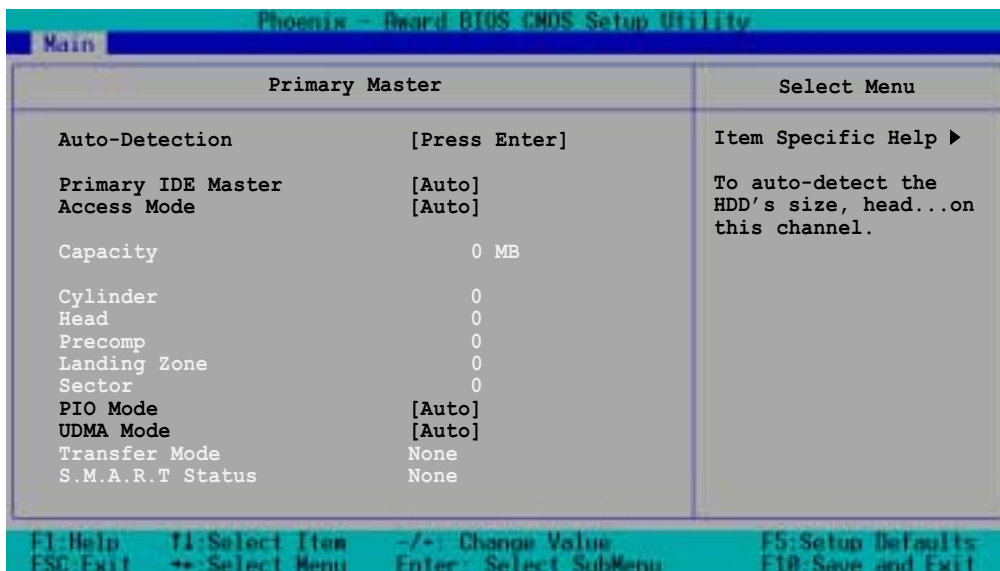 Phoenix - Award BIOS CMOS Setup Utility
Main
Primary Master
Select Menu
Auto-Detection [Press Enter]
Primary IDE Master [Auto]
Access Mode [Auto]
Capacity 0 MB
Cylinder 0
Head 0
Precomp 0
Landing Zone 0
Sector 0
PIO Mode [Auto]
UDMA Mode [Auto]
Transfer Mode None
S.M.A.R.T Status None
Item Specific Help ▶
To auto-detect the
HDD's size, head...on
this channel.
F1:Help ↑↓:Select Item -/+: Change Value F5:Setup Defaults
ESC:Exit ←→:Select Menu Enter: Select SubMenu F10:Save and Exit